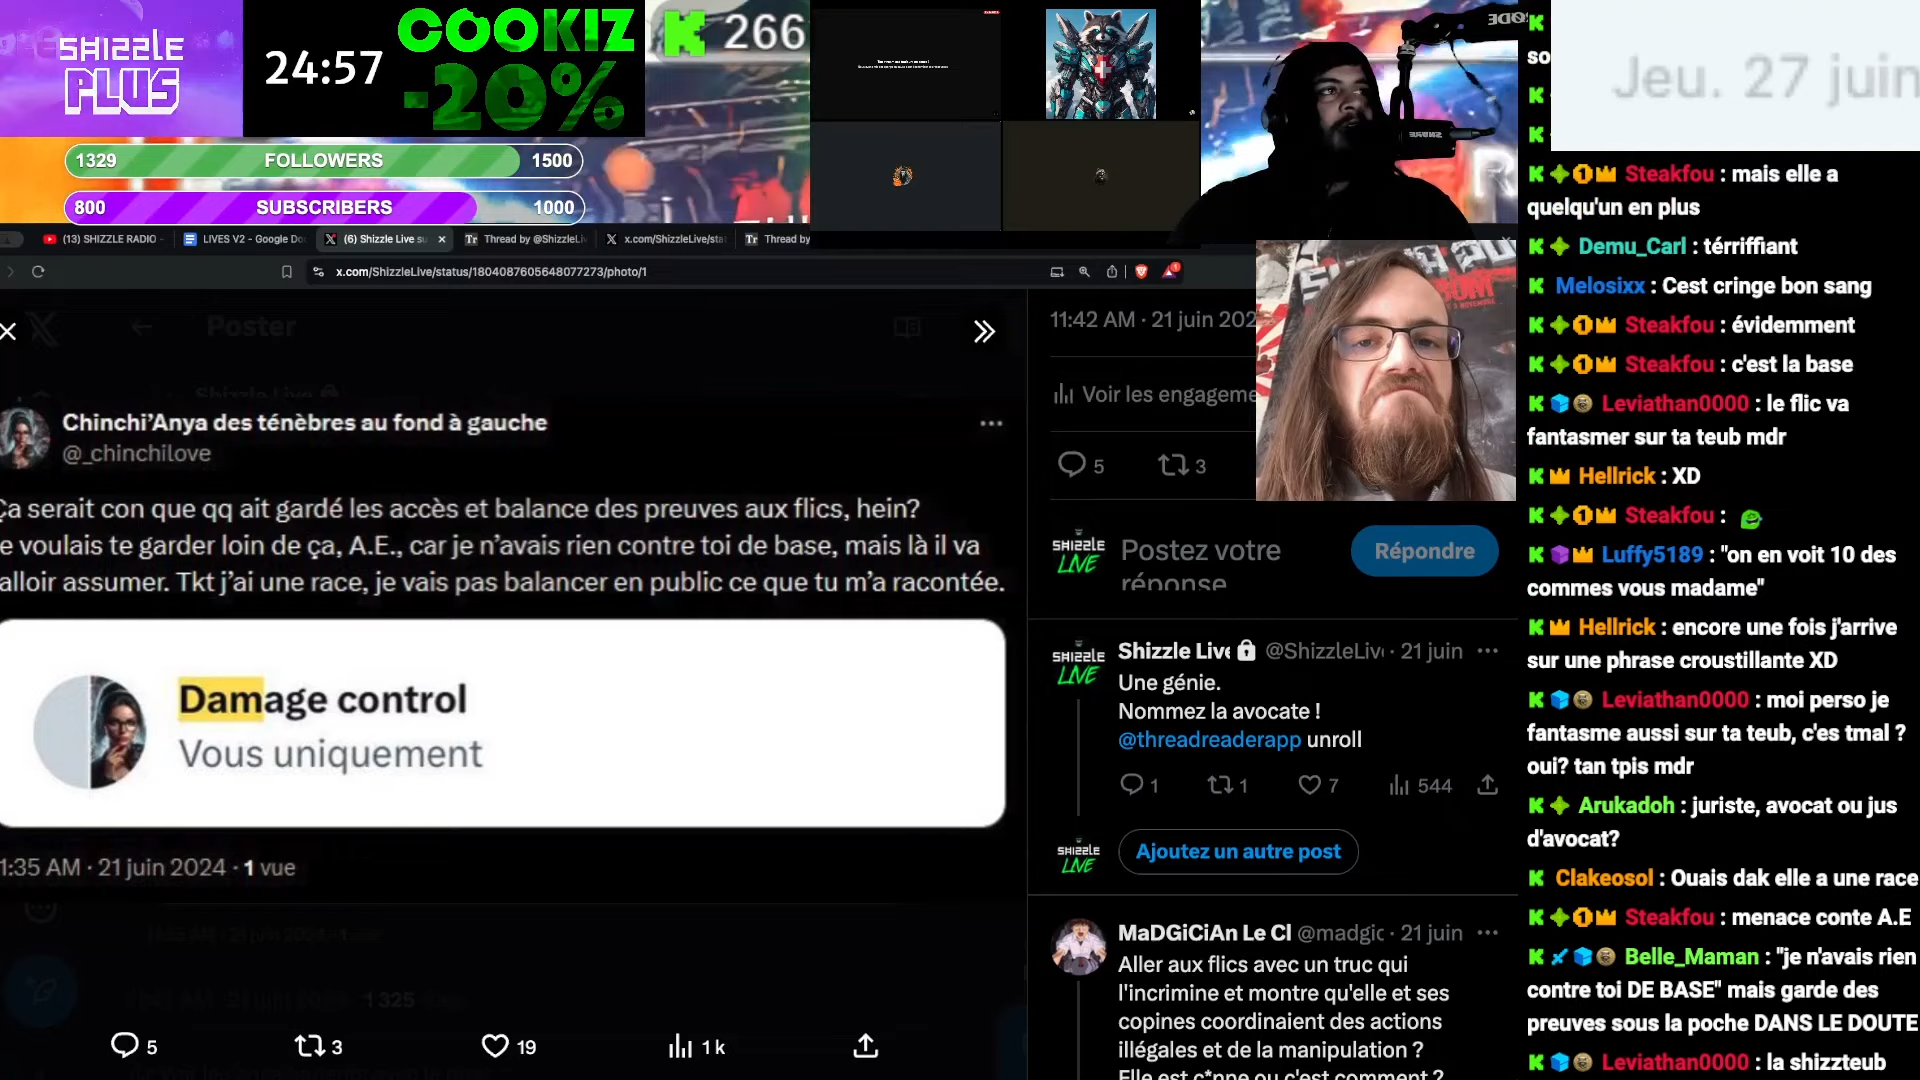 SHIZZLE
PLUS
24:57
COOKIZ
-20%
266
1329 FOLLOWERS 1500
800 SUBSCRIBERS 1000
Jeu. 27 juin
(13) SHIZZLE RADIO
LIVES V2 - Google Do
(6) Shizzle Live su
Thread by @ShizzleLiv
x.com/ShizzleLive/sta
Thread by
x.com/ShizzleLive/status/1804087605648077273/photo/1
Poster
Chinchi’Anya des ténèbres au fond à gauche
@_chinchilove
Ça serait con que qq ait gardé les accès et balance des preuves aux flics, hein?
e voulais te garder loin de ça, A.E., car je n’avais rien contre toi de base, mais là il va
alloir assumer. Tkt j’ai une race, je vais pas balancer en public ce que tu m’a racontée.
Damage control
Vous uniquement
1:35 AM · 21 juin 2024 · 1 vue
5 3 19 1 k
11:42 AM · 21 juin 202
Voir les engageme
5 3
SHIZZLE
LIVE
Postez votre
réponse
Répondre
SHIZZLE
LIVE
Shizzle Live @ShizzleLiv · 21 juin
Une génie.
Nommez la avocate !
@threadreaderapp unroll
1 1 7 544
SHIZZLE
LIVE
Ajoutez un autre post
MaDGiCiAn Le Cl @madgic · 21 juin
Aller aux flics avec un truc qui
l'incrimine et montre qu'elle et ses
copines coordinaient des actions
illégales et de la manipulation ?
Elle est c*nne ou c'est comment ?
so
Steakfou : mais elle a
quelqu'un en plus
Demu_Carl : térriffiant
Melosixx : Cest cringe bon sang
Steakfou : évidemment
Steakfou : c'est la base
Leviathan0000 : le flic va
fantasmer sur ta teub mdr
Hellrick : XD
Steakfou :
Luffy5189 : "on en voit 10 des
commes vous madame"
Hellrick : encore une fois j'arrive
sur une phrase croustillante XD
Leviathan0000 : moi perso je
fantasme aussi sur ta teub, c'es tmal ?
oui? tan tpis mdr
Arukadoh : juriste, avocat ou jus
d'avocat?
Clakeosol : Ouais dak elle a une race
Steakfou : menace conte A.E
Belle_Maman : "je n'avais rien
contre toi DE BASE" mais garde des
preuves sous la poche DANS LE DOUTE
Leviathan0000 : la shizzteub